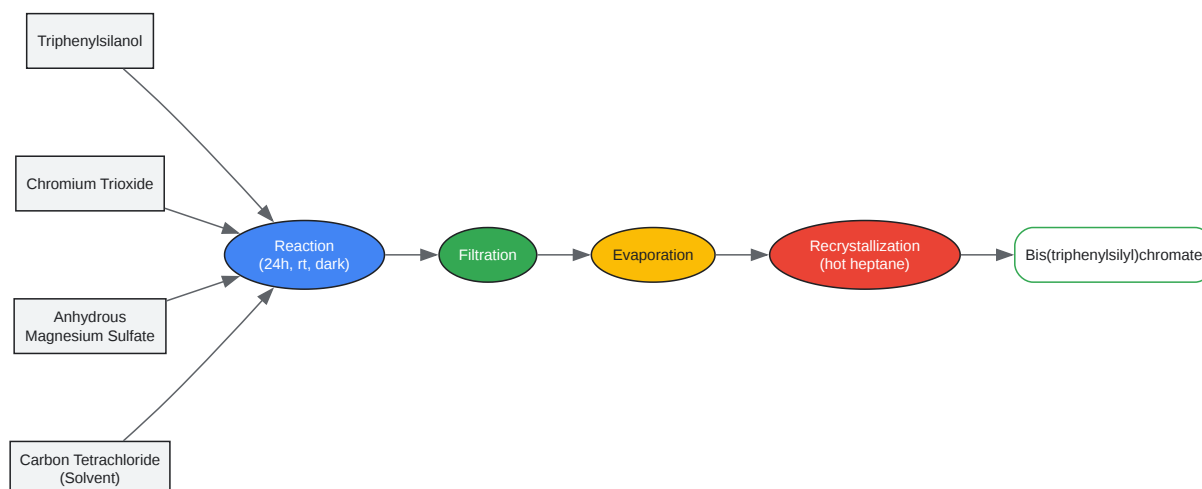 Triphenylsilanol
Chromium Trioxide
Anhydrous
Magnesium Sulfate
Carbon Tetrachloride
(Solvent)
Reaction
(24h, rt, dark)
Filtration
Evaporation
Recrystallization
(hot heptane)
Bis(triphenylsilyl)chromate